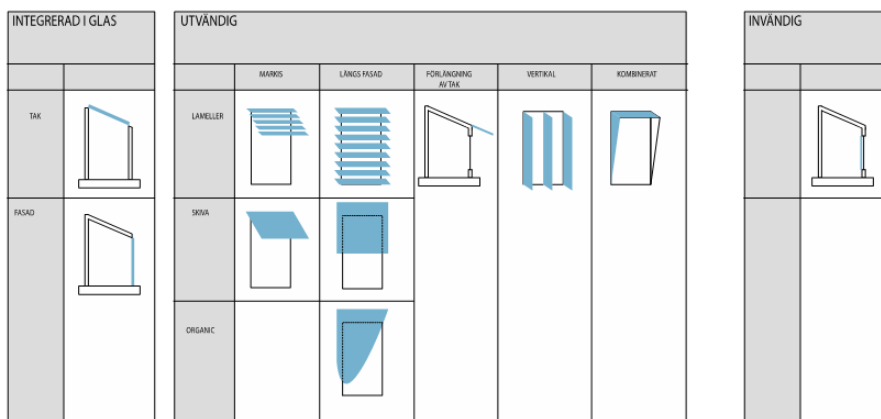 INTEGRERAD I GLAS
TAK
FASAD
UTVÄNDIG
MARKIS
LÄNGS FASAD
FÖRLÄNGNING
AV TAK
VERTIKAL
KOMBINERAT
LAMELLER
SKIVA
ORGANIC
INVÄNDIG